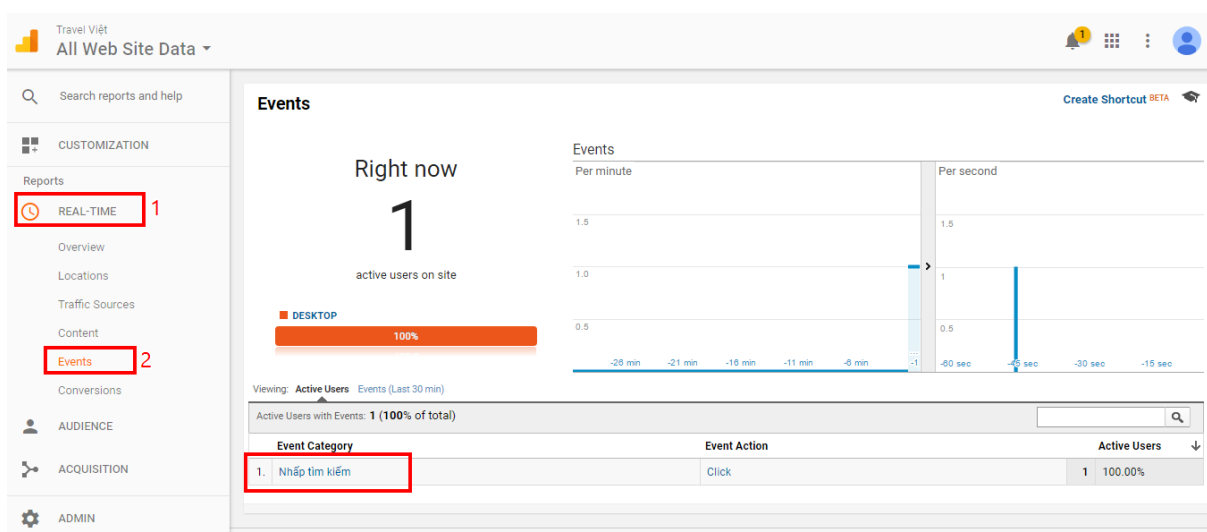 Travel Việt
All Web Site Data
1
Search reports and help
CUSTOMIZATION
Reports
REAL-TIME
1
Overview
Locations
Traffic Sources
Content
Events
2
Conversions
AUDIENCE
ACQUISITION
ADMIN
Events
Create Shortcut BETA
Right now
1
active users on site
DESKTOP
100%
Events
Per minute
1.5
1.0
0.5
-26 min -21 min -16 min -11 min -6 min -1
Per second
1.5
1
0.5
-60 sec -45 sec -30 sec -15 sec
Viewing: Active Users Events (Last 30 min)
Active Users with Events: 1 (100% of total)
Event Category Event Action Active Users
1. Nhấp tìm kiếm Click 1 100.00%